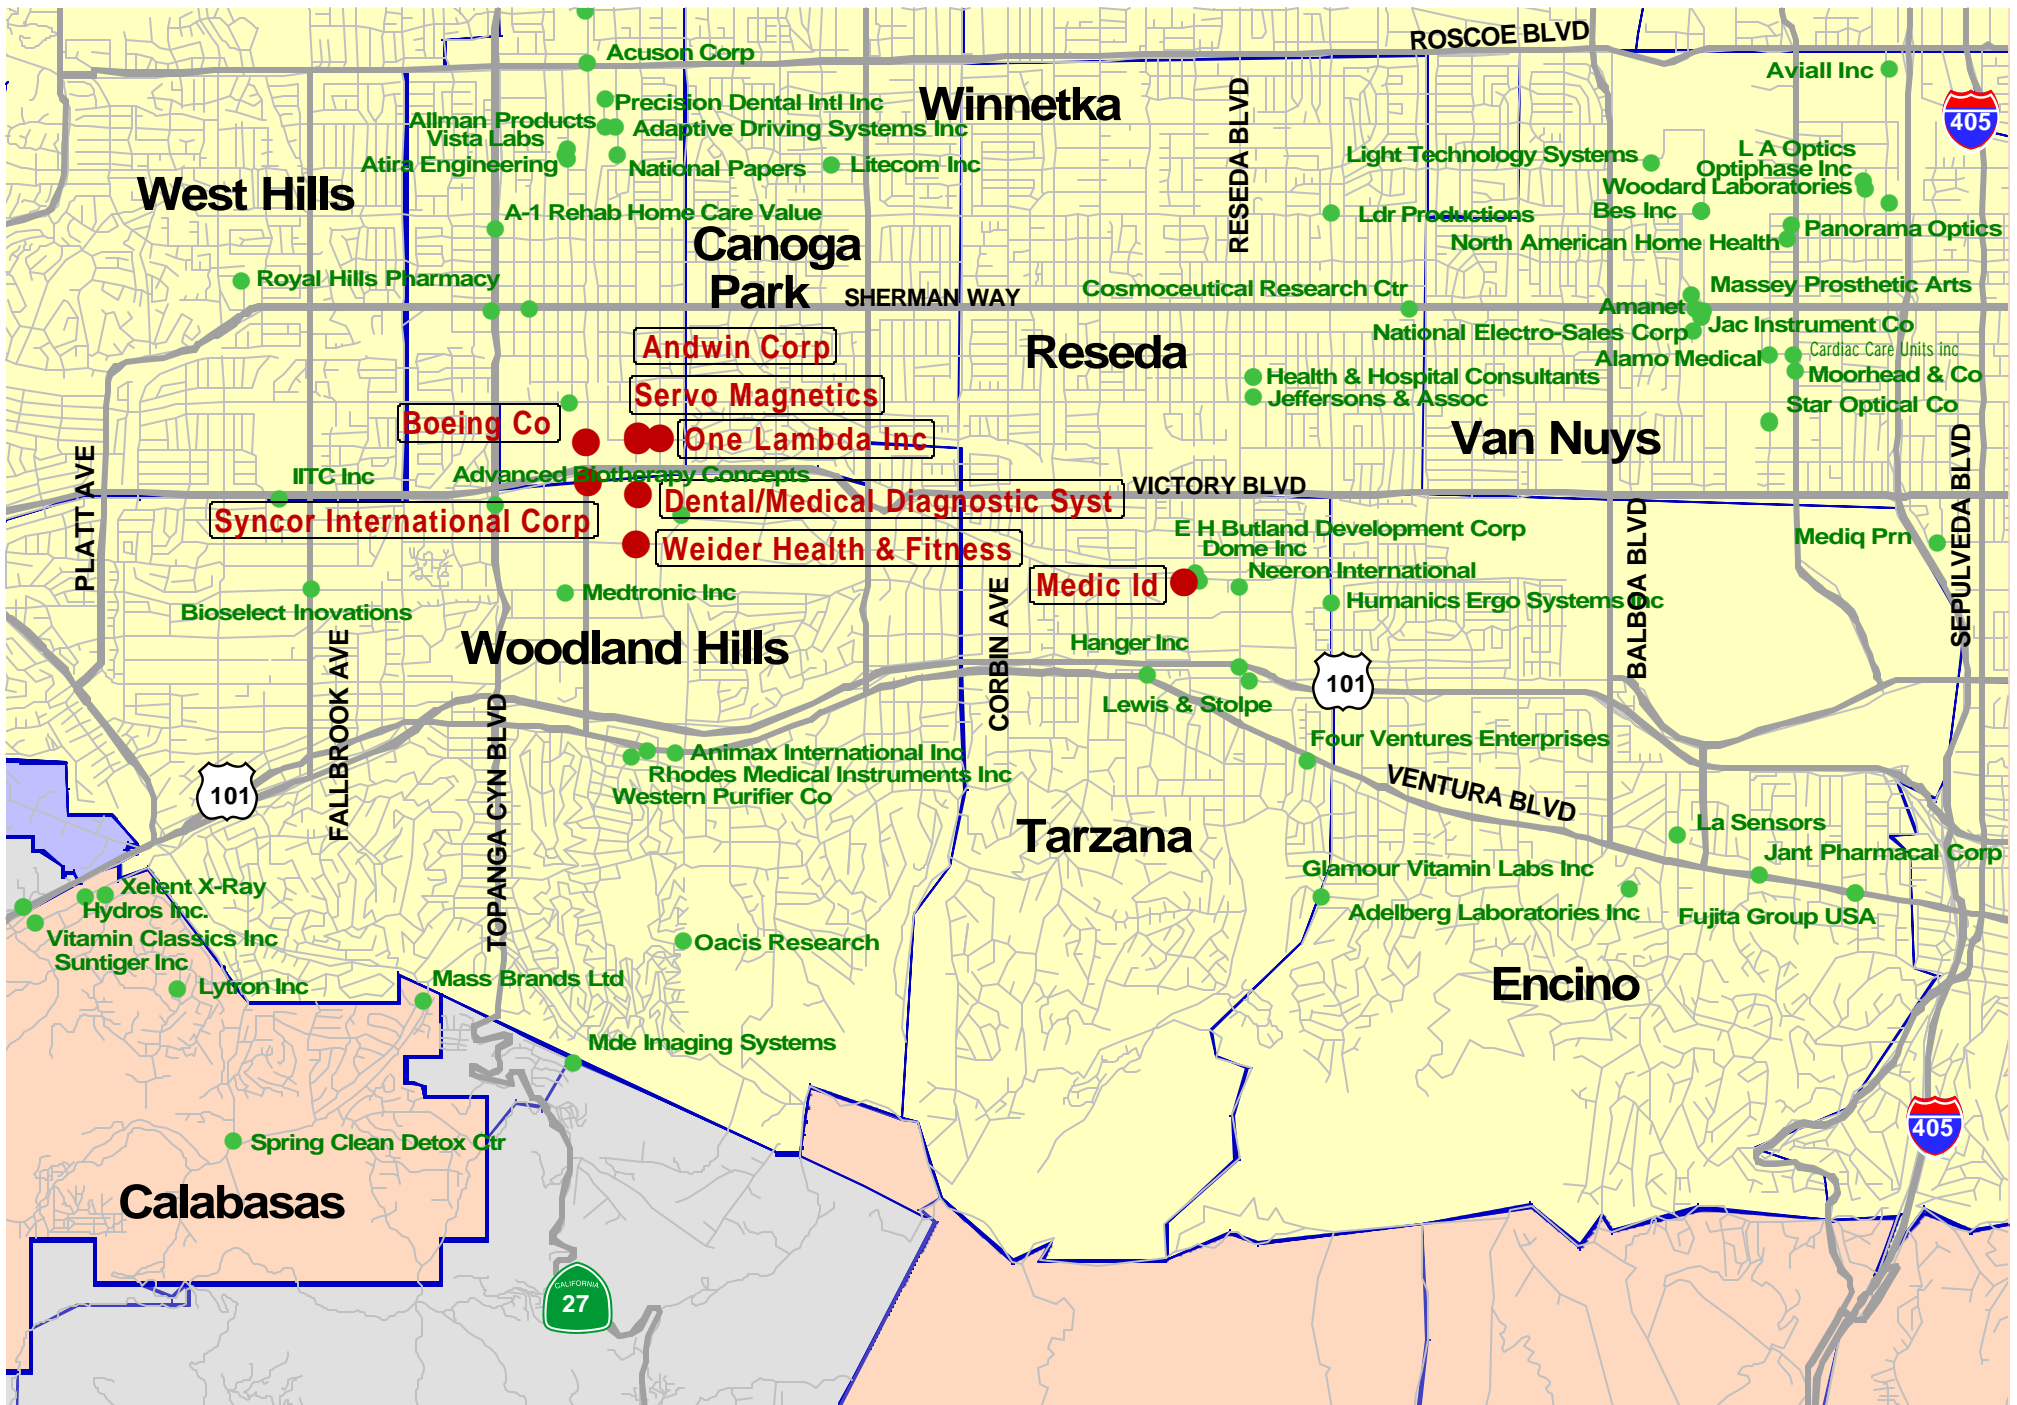 ROSCOE BLVD
Acuson Corp
Aviall Inc
Precision Dental Intl Inc
Winnetka
405
Allman Products
Adaptive Driving Systems Inc
Vista Labs
L A Optics
Light Technology Systems
Atira Engineering
National Papers
Litecom Inc
Optiphase Inc
RESEDA BLVD
West Hills
Woodard Laboratories
A-1 Rehab Home Care Value
Ldr Productions
Bes Inc
Panorama Optics
Canoga
Park
North American Home Health
Royal Hills Pharmacy
Cosmoceutical Research Ctr
Massey Prosthetic Arts
SHERMAN WAY
Amanet
Jac Instrument Co
National Electro-Sales Corp
Andwin Corp
Reseda
Alamo Medical
Cardiac Care Units inc
Health & Hospital Consultants
Moorhead & Co
Servo Magnetics
Jeffersons & Assoc
Star Optical Co
Boeing Co
One Lambda Inc
Van Nuys
IITC Inc
Advanced Biotherapy Concepts
PLATT AVE
VICTORY BLVD
Dental/Medical Diagnostic Syst
Syncor International Corp
E H Butland Development Corp
SEPULVEDA BLVD
Mediq Prn
Weider Health & Fitness
Dome Inc
Neeron International
Medic Id
BALBOA BLVD
Medtronic Inc
Humanics Ergo Systems Inc
Bioselect Inovations
Woodland Hills
Hanger Inc
CORBIN AVE
101
Lewis & Stolpe
FALLBROOK AVE
Four Ventures Enterprises
Animax International Inc
Rhodes Medical Instruments Inc
Western Purifier Co
VENTURA BLVD
101
TOPANGA CYN BLVD
La Sensors
Tarzana
Jant Pharmacal Corp
Glamour Vitamin Labs Inc
Xelent X-Ray
Hydros Inc.
Adelberg Laboratories Inc
Fujita Group USA
Vitamin Classics Inc
Oacis Research
Suntiger Inc
Lytron Inc
Mass Brands Ltd
Encino
Mde Imaging Systems
405
Spring Clean Detox Ctr
Calabasas
CALIFORNIA
27